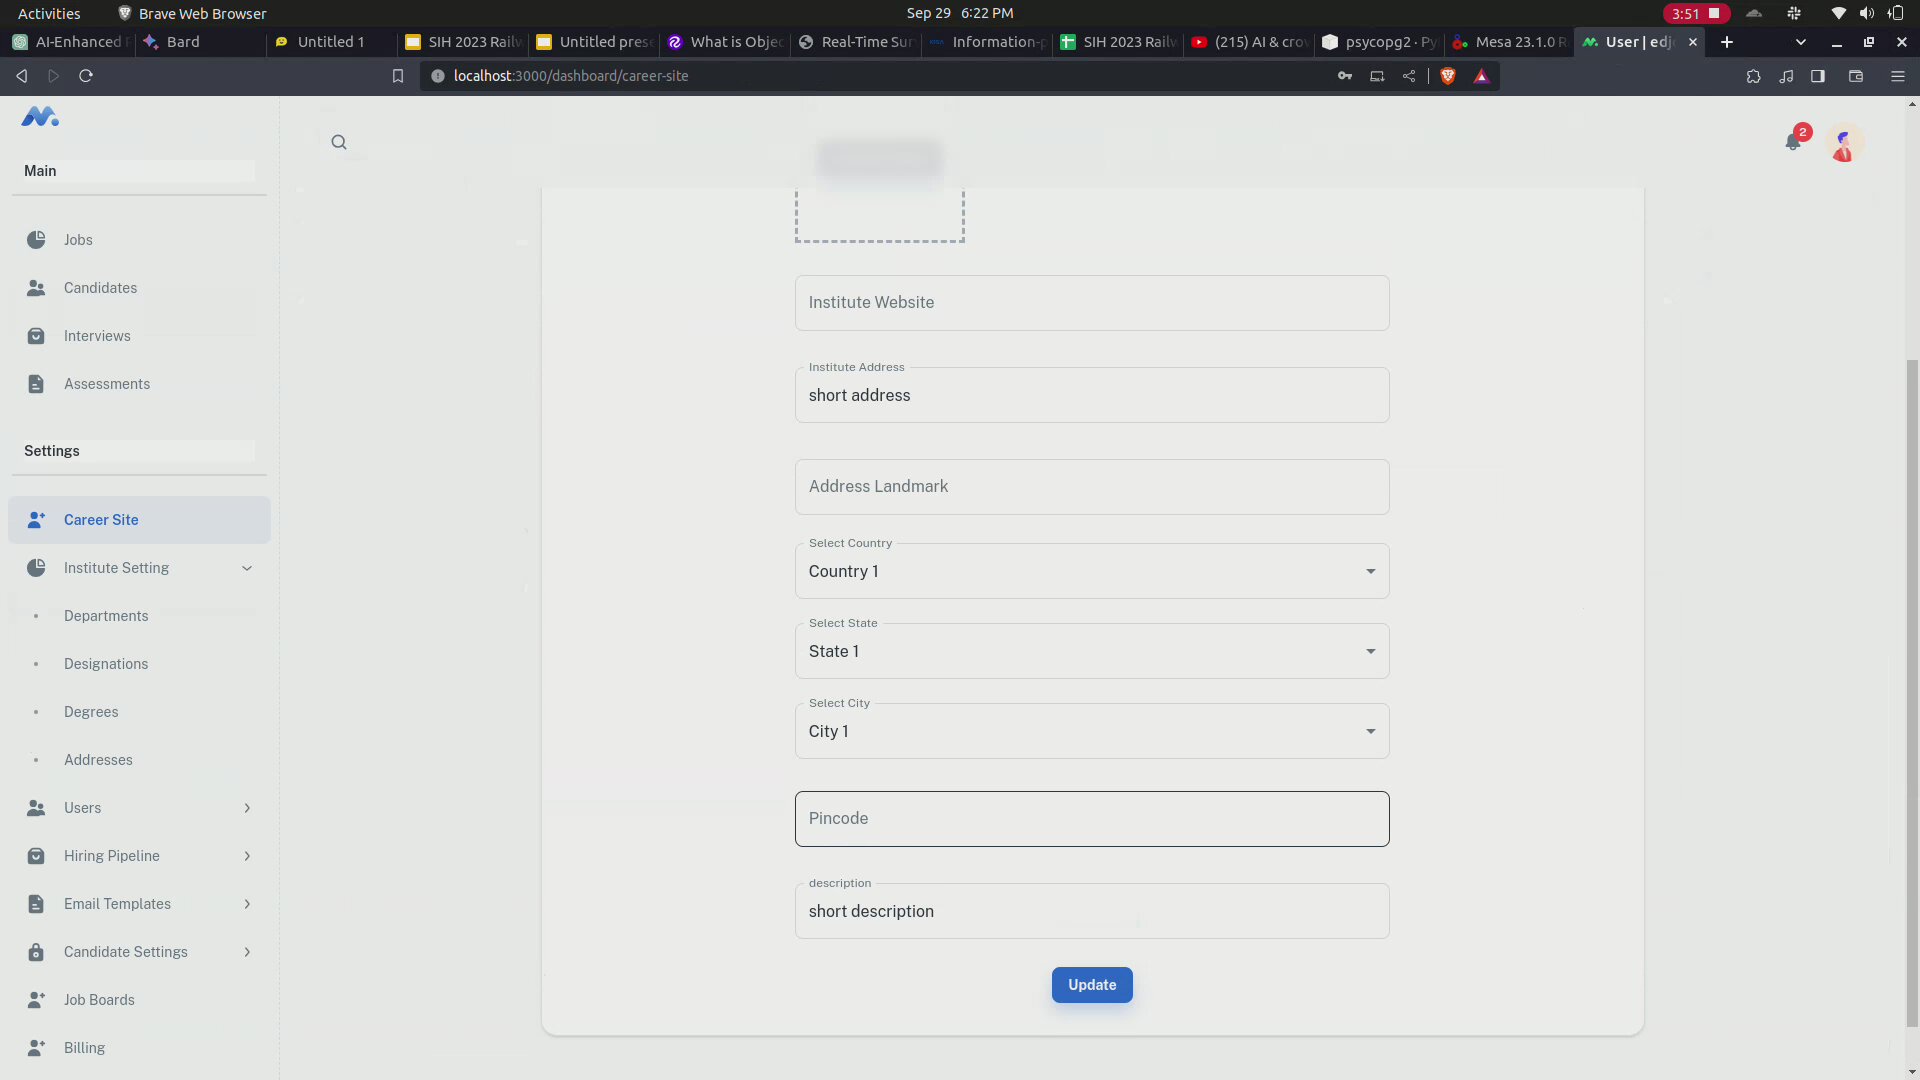 Activities
Brave Web Browser
Sep 29 6:22 PM
3:51
AI-Enhanced
Bard
Untitled 1
SIH 2023 Railw
Untitled prese
What is Objec
Real-Time Sur
Information-p
SIH 2023 Railw
(215) AI & crow
psycopg2 · Py
Mesa 23.1.0 R
User | edjo
localhost:3000/dashboard/career-site
2
Main
Jobs
Candidates
Interviews
Assessments
Settings
Career Site
Institute Setting
Departments
Designations
Degrees
Addresses
Users
Hiring Pipeline
Email Templates
Candidate Settings
Job Boards
Billing
Institute Website
Institute Address
short address
Address Landmark
Select Country
Country 1
Select State
State 1
Select City
City 1
Pincode
description
short description
Update